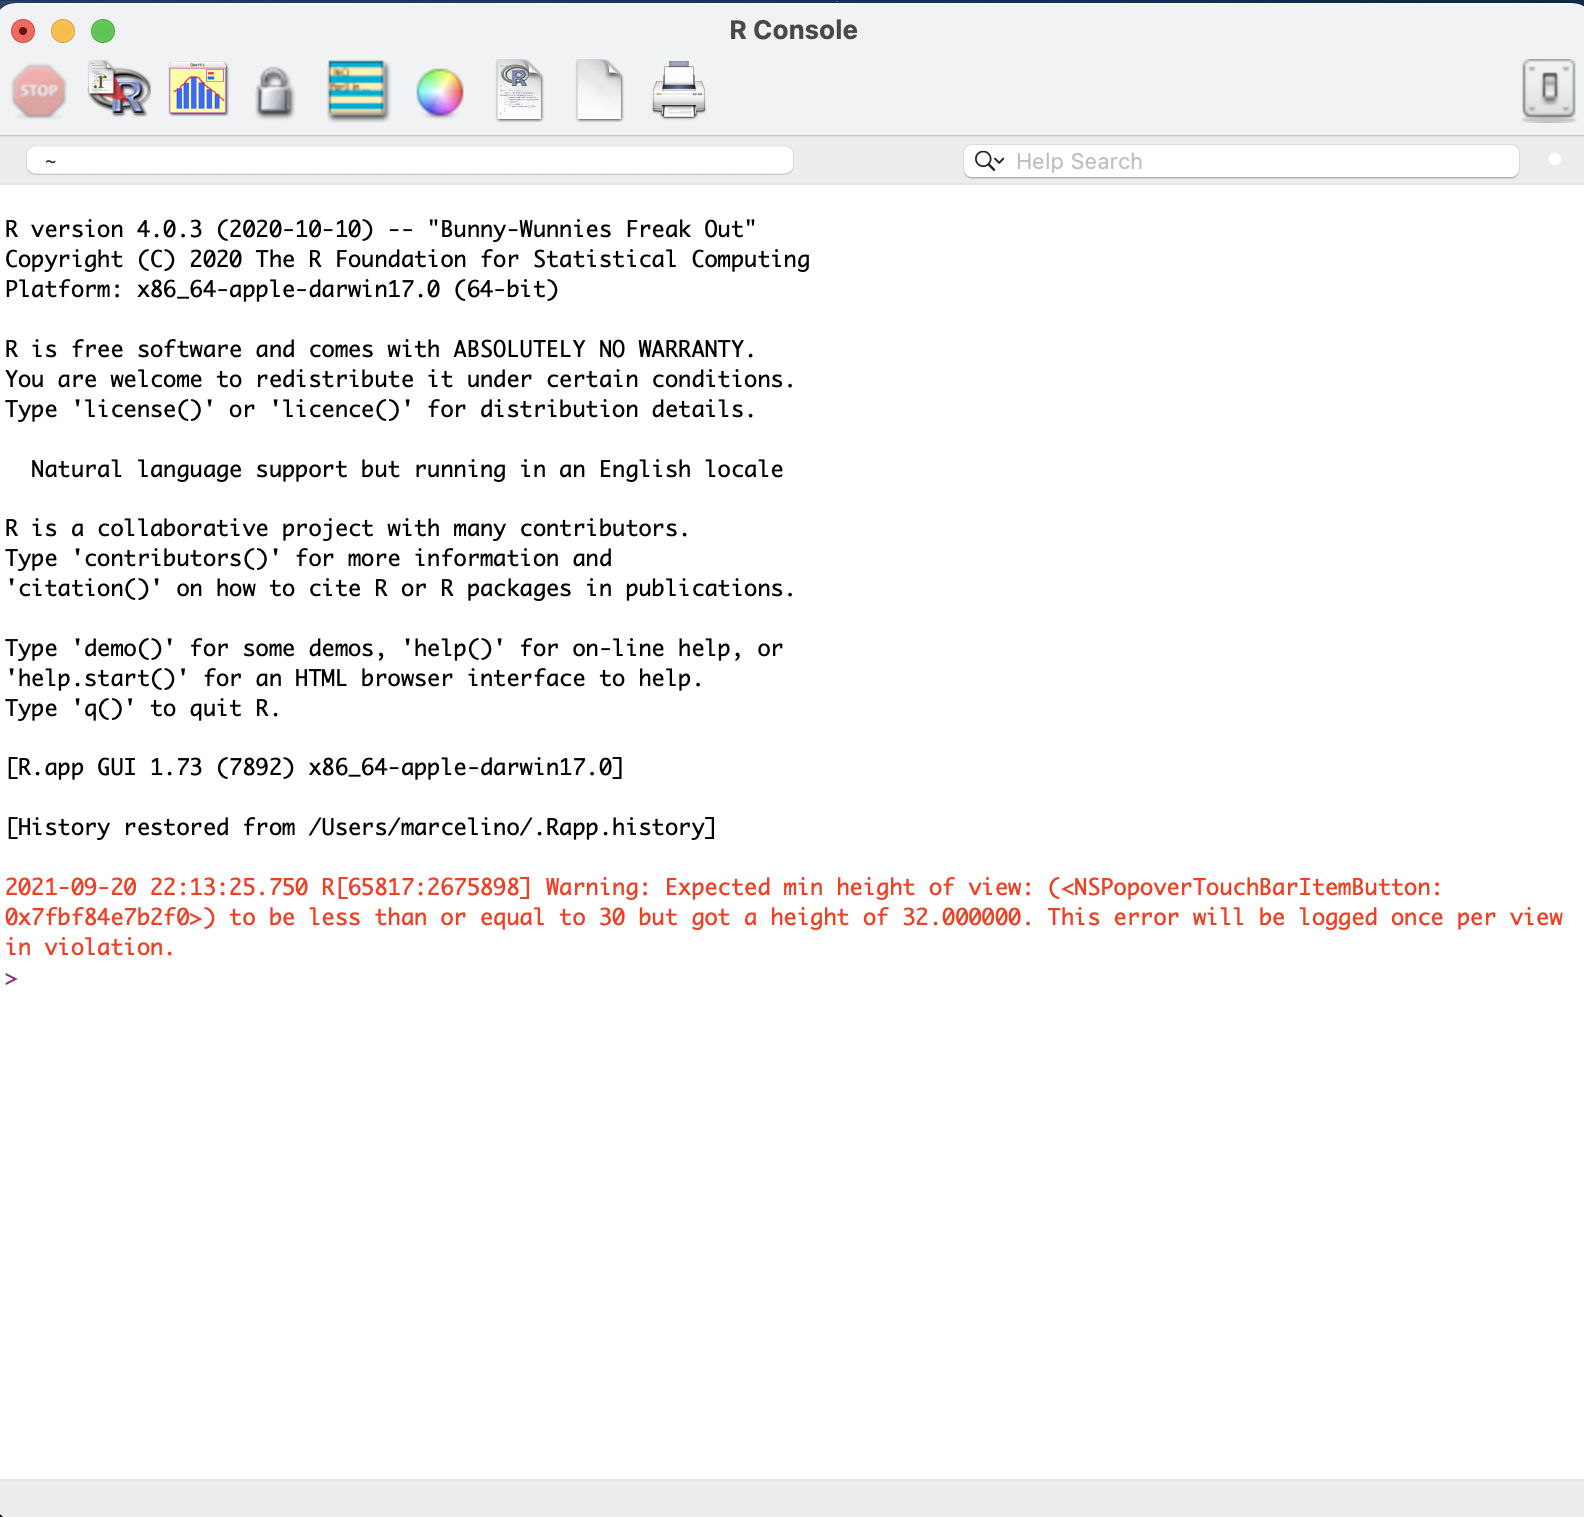 R Console
STOP
~
Help Search
R version 4.0.3 (2020-10-10) -- "Bunny-Wunnies Freak Out"
Copyright (C) 2020 The R Foundation for Statistical Computing
Platform: x86_64-apple-darwin17.0 (64-bit)
R is free software and comes with ABSOLUTELY NO WARRANTY.
You are welcome to redistribute it under certain conditions.
Type 'license()' or 'licence()' for distribution details.
Natural language support but running in an English locale
R is a collaborative project with many contributors.
Type 'contributors()' for more information and
'citation()' on how to cite R or R packages in publications.
Type 'demo()' for some demos, 'help()' for on-line help, or
'help.start()' for an HTML browser interface to help.
Type 'q()' to quit R.
[R.app GUI 1.73 (7892) x86_64-apple-darwin17.0]
[History restored from /Users/marcelino/.Rapp.history]
2021-09-20 22:13:25.750 R[65817:2675898] Warning: Expected min height of view: (<NSPopoverTouchBarItemButton:
0x7fbf84e7b2f0>) to be less than or equal to 30 but got a height of 32.000000. This error will be logged once per view
in violation.
>